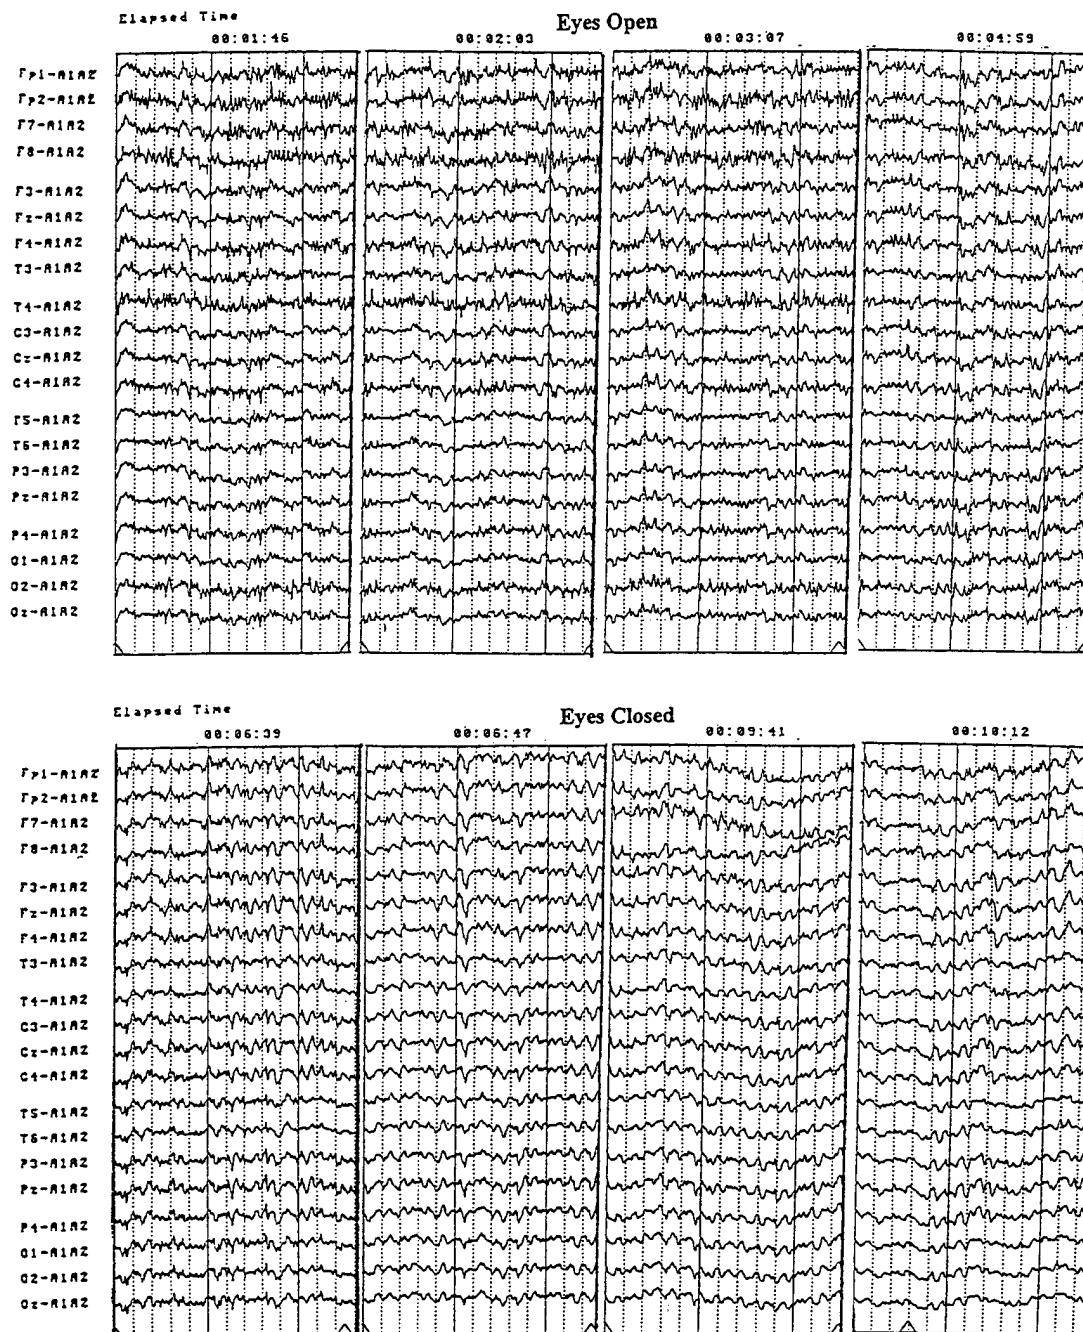 Elapsed Time
Eyes Open
00:01:46 00:02:03 00:03:07 00:04:59
Fp1-A1A2
Fp2-A1A2
F7-A1A2
F8-A1A2
F3-A1A2
Fz-A1A2
F4-A1A2
T3-A1A2
T4-A1A2
C3-A1A2
Cz-A1A2
C4-A1A2
T5-A1A2
T6-A1A2
P3-A1A2
Pz-A1A2
P4-A1A2
O1-A1A2
O2-A1A2
Oz-A1A2
Elapsed Time
Eyes Closed
00:06:39 00:06:47 00:09:41 00:10:12
Fp1-A1A2
Fp2-A1A2
F7-A1A2
F8-A1A2
F3-A1A2
Fz-A1A2
F4-A1A2
T3-A1A2
T4-A1A2
C3-A1A2
Cz-A1A2
C4-A1A2
T5-A1A2
T6-A1A2
P3-A1A2
Pz-A1A2
P4-A1A2
O1-A1A2
O2-A1A2
Oz-A1A2